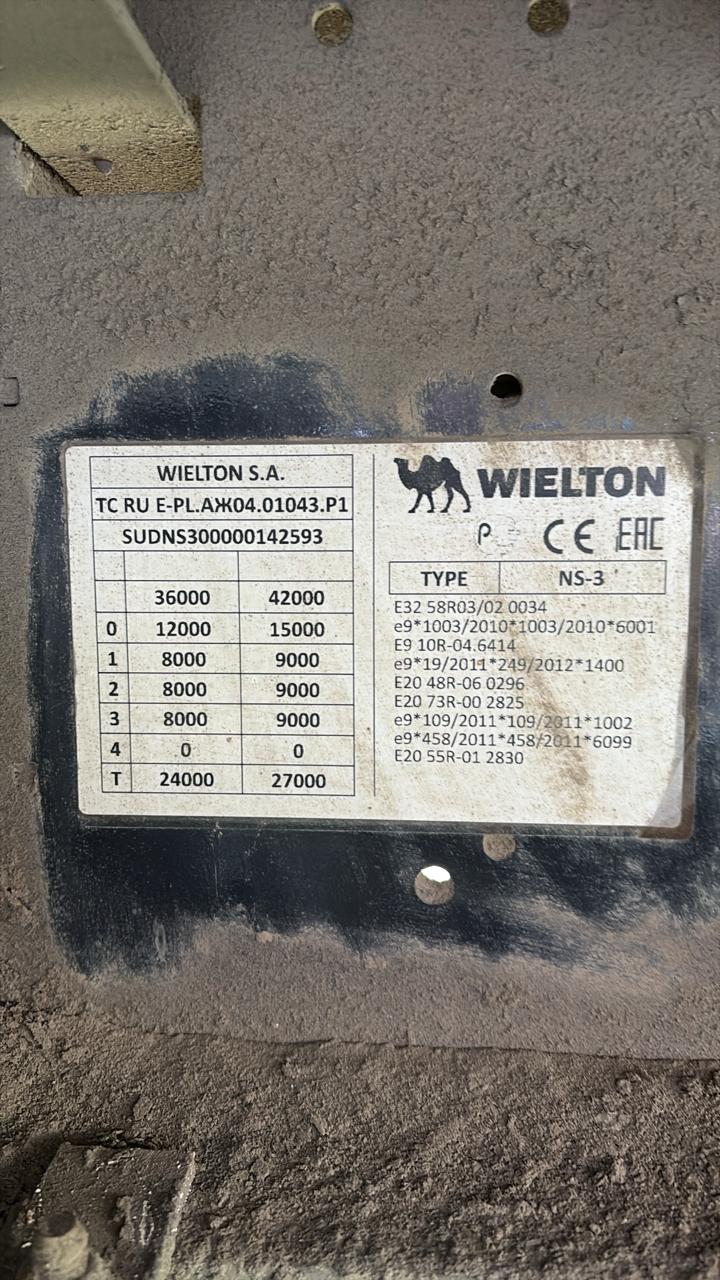 WIELTON S.A.
TC RU E-PL.АЖ04.01043.P1
SUDNS300000142593
36000 42000
0 12000 15000
1 8000 9000
2 8000 9000
3 8000 9000
4 0 0
T 24000 27000
WIELTON
P CE EAC
TYPE NS-3
E32 58R03/02 0034
e9*1003/2010*1003/2010*6001
E9 10R-04.6414
e9*19/2011*249/2012*1400
E20 48R-06 0296
E20 73R-00 2825
e9*109/2011*109/2011*1002
e9*458/2011*458/2011*6099
E20 55R-01 2830